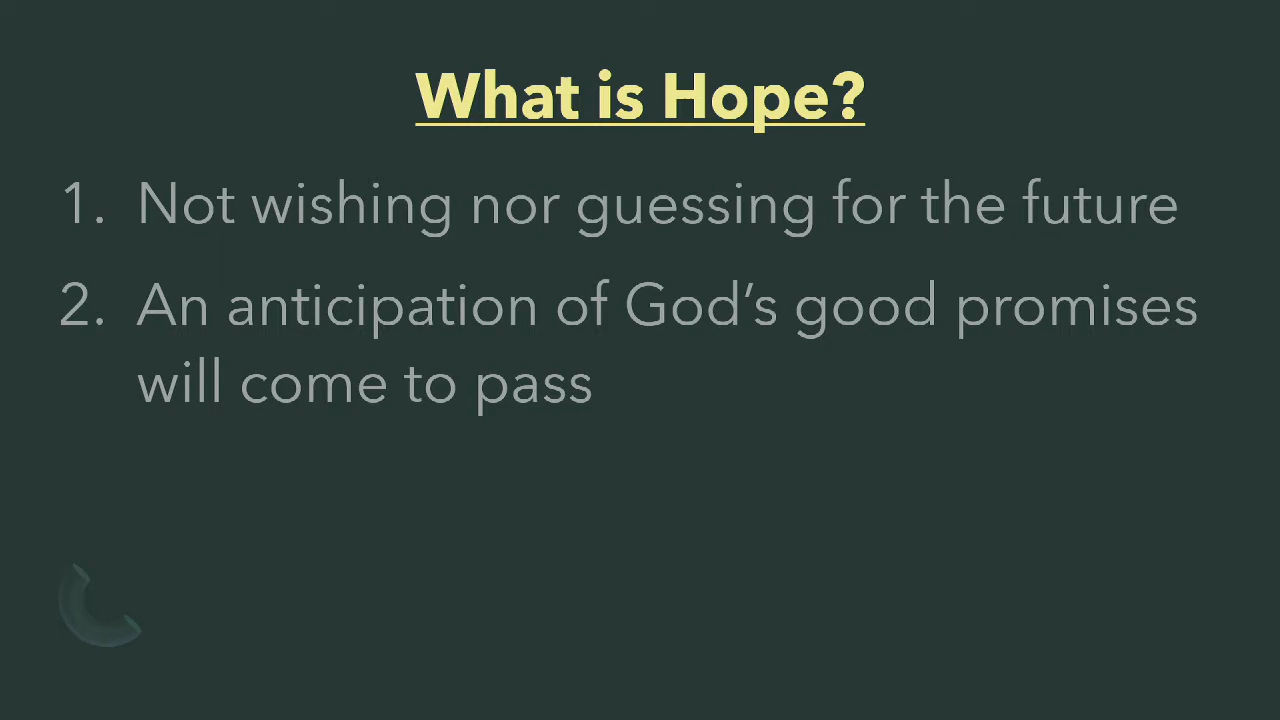 What is Hope?
1. Not wishing nor guessing for the future
2. An anticipation of God’s good promises
will come to pass